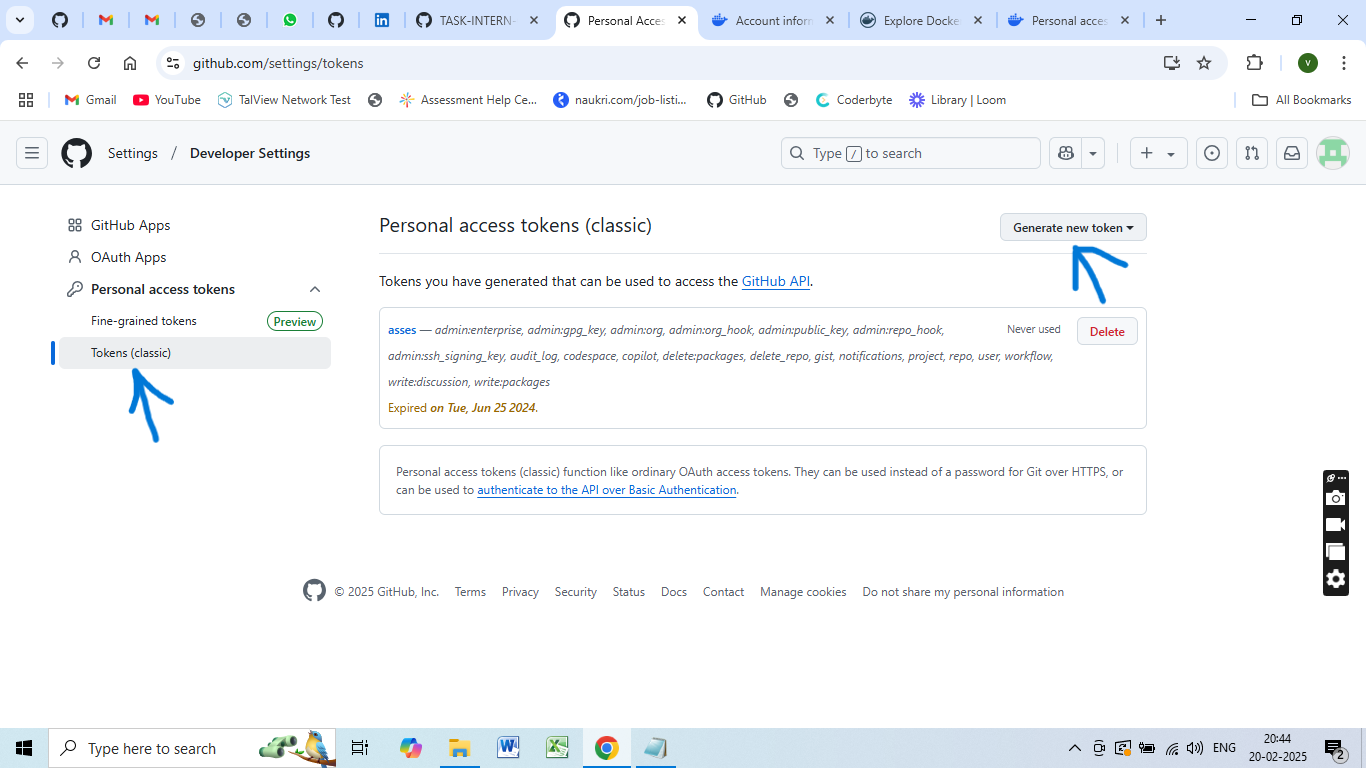 TASK-INTERN-
Personal Acces
Account inform
Explore Docke
Personal acces
github.com/settings/tokens
V
Gmail
YouTube
TalView Network Test
Assessment Help Ce...
naukri.com/job-listi...
GitHub
Coderbyte
Library | Loom
All Bookmarks
Settings / Developer Settings
Type / to search
GitHub Apps
OAuth Apps
Personal access tokens
Fine-grained tokens
Preview
Tokens (classic)
Personal access tokens (classic)
Generate new token
Tokens you have generated that can be used to access the GitHub API.
asses — admin:enterprise, admin:gpg_key, admin:org, admin:org_hook, admin:public_key, admin:repo_hook,
admin:ssh_signing_key, audit_log, codespace, copilot, delete:packages, delete_repo, gist, notifications, project, repo, user, workflow,
write:discussion, write:packages
Never used
Delete
Expired on Tue, Jun 25 2024.
Personal access tokens (classic) function like ordinary OAuth access tokens. They can be used instead of a password for Git over HTTPS, or
can be used to authenticate to the API over Basic Authentication.
© 2025 GitHub, Inc.
Terms
Privacy
Security
Status
Docs
Contact
Manage cookies
Do not share my personal information
Type here to search
ENG
20:44
20-02-2025
2